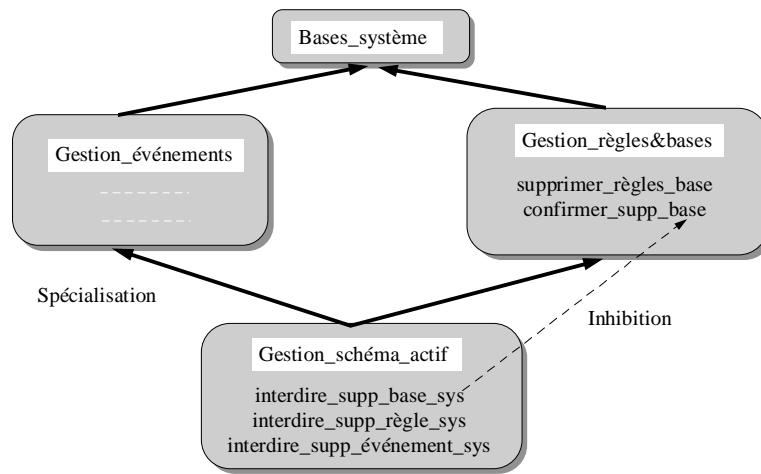 Bases_système
Gestion_événements
Gestion_règles&bases
supprimer_règles_base
confirmer_supp_base
Spécialisation
Inhibition
Gestion_schéma_actif
interdire_supp_base_sys
interdire_supp_règle_sys
interdire_supp_événement_sys